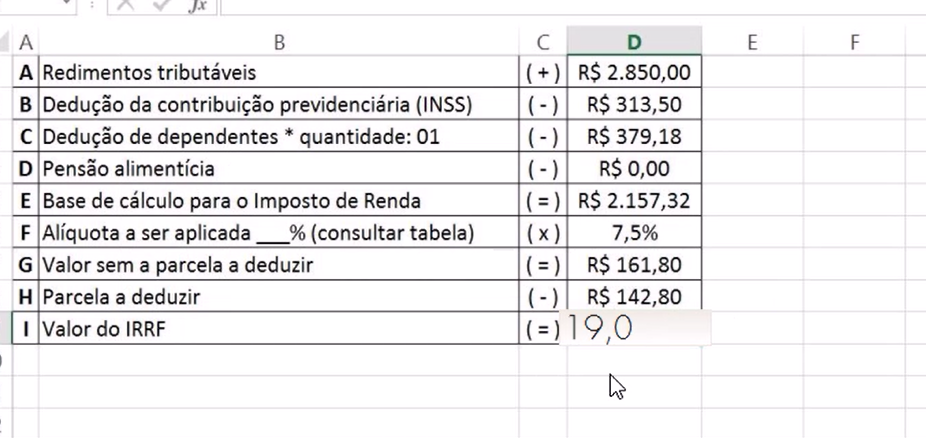 fx
A B C D E F
A Redimentos tributáveis ( + ) R$ 2.850,00
B Dedução da contribuição previdenciária (INSS) ( - ) R$ 313,50
C Dedução de dependentes * quantidade: 01 ( - ) R$ 379,18
D Pensão alimentícia ( - ) R$ 0,00
E Base de cálculo para o Imposto de Renda ( = ) R$ 2.157,32
F Alíquota a ser aplicada ___% (consultar tabela) ( x ) 7,5%
G Valor sem a parcela a deduzir ( = ) R$ 161,80
H Parcela a deduzir ( - ) R$ 142,80
I Valor do IRRF ( = ) 19,0